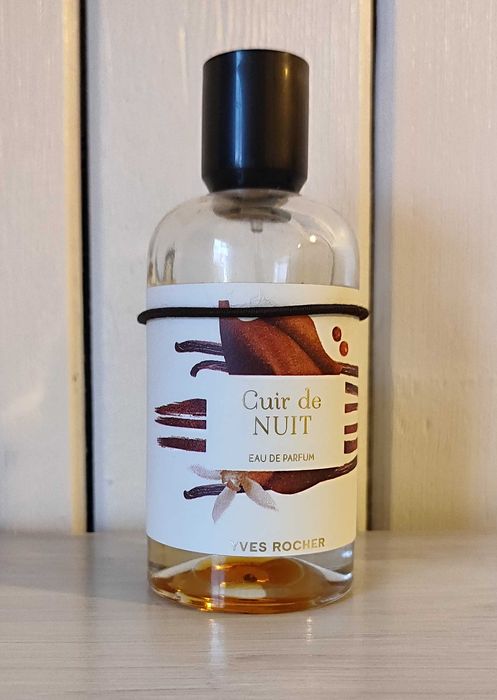 Cuir de
NUIT
EAU DE PARFUM
YVES ROCHER